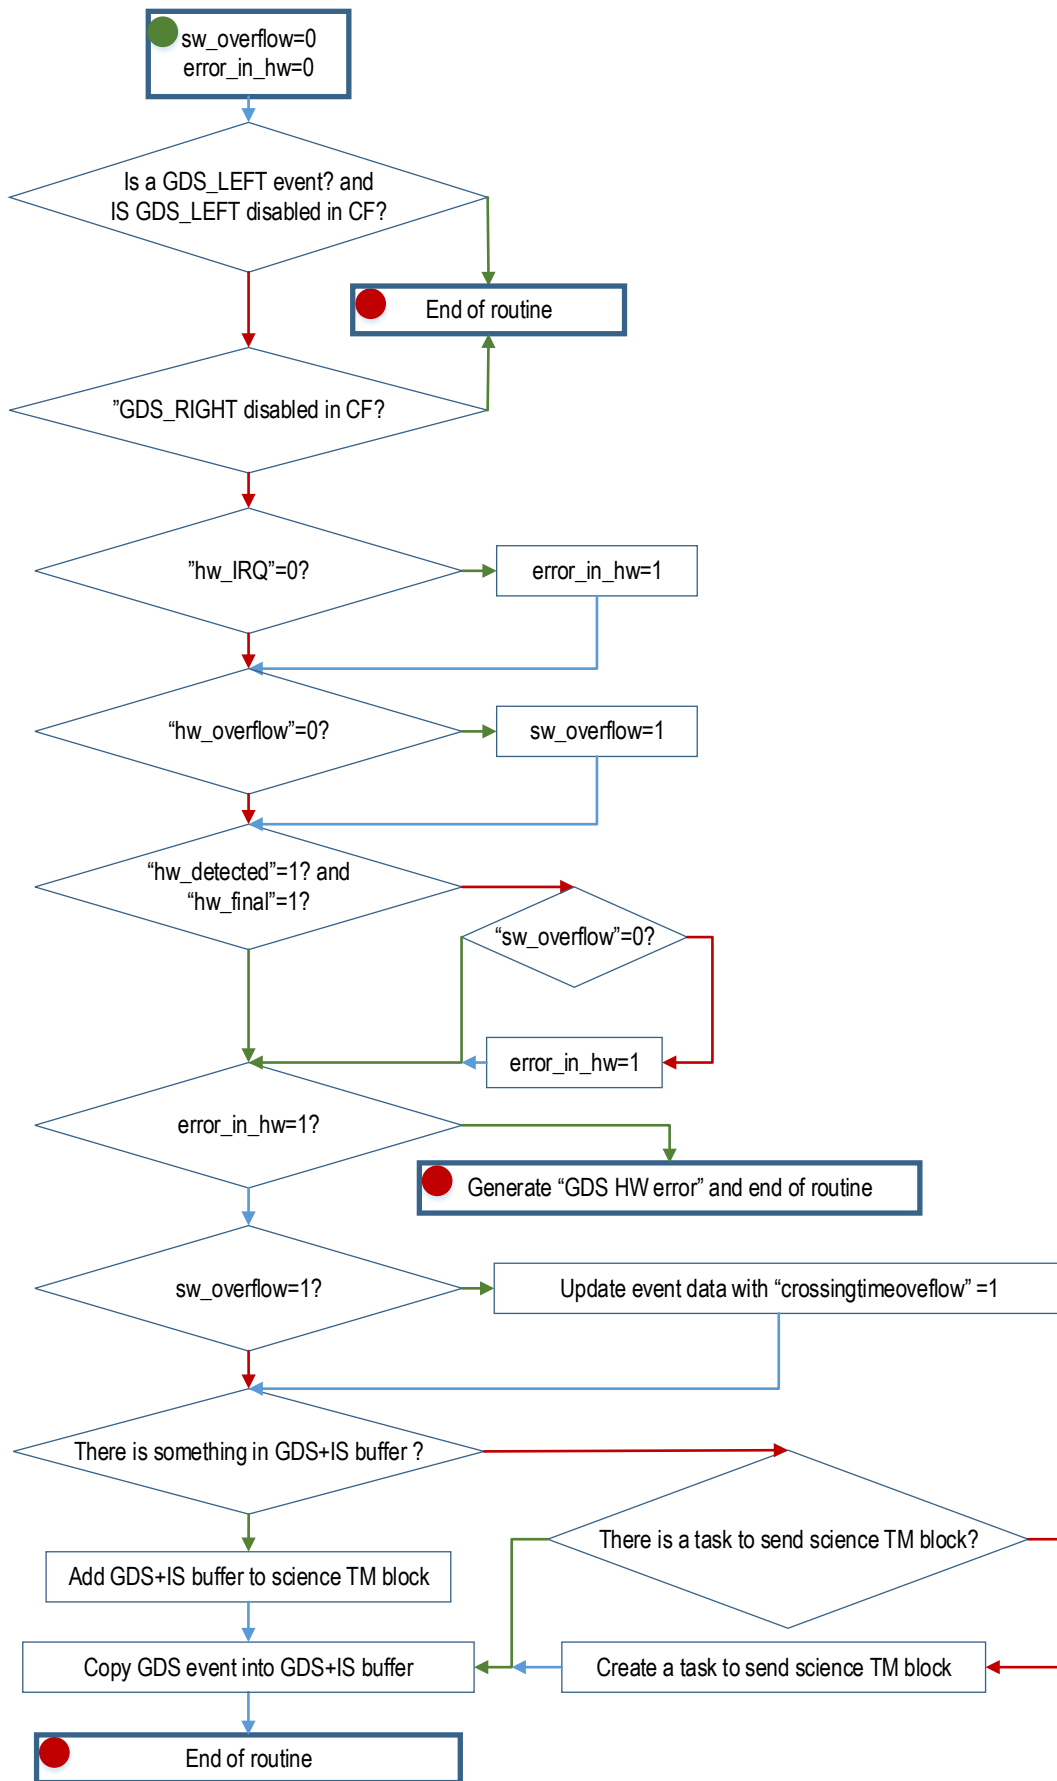 sw_overflow=0
error_in_hw=0
Is a GDS_LEFT event? and
IS GDS_LEFT disabled in CF?
End of routine
”GDS_RIGHT disabled in CF?
”hw_IRQ”=0?
error_in_hw=1
“hw_overflow”=0?
sw_overflow=1
“hw_detected”=1? and
“hw_final”=1?
“sw_overflow”=0?
error_in_hw=1
error_in_hw=1?
Generate “GDS HW error” and end of routine
sw_overflow=1?
Update event data with “crossingtimeoveflow” =1
There is something in GDS+IS buffer ?
There is a task to send science TM block?
Add GDS+IS buffer to science TM block
Copy GDS event into GDS+IS buffer
Create a task to send science TM block
End of routine